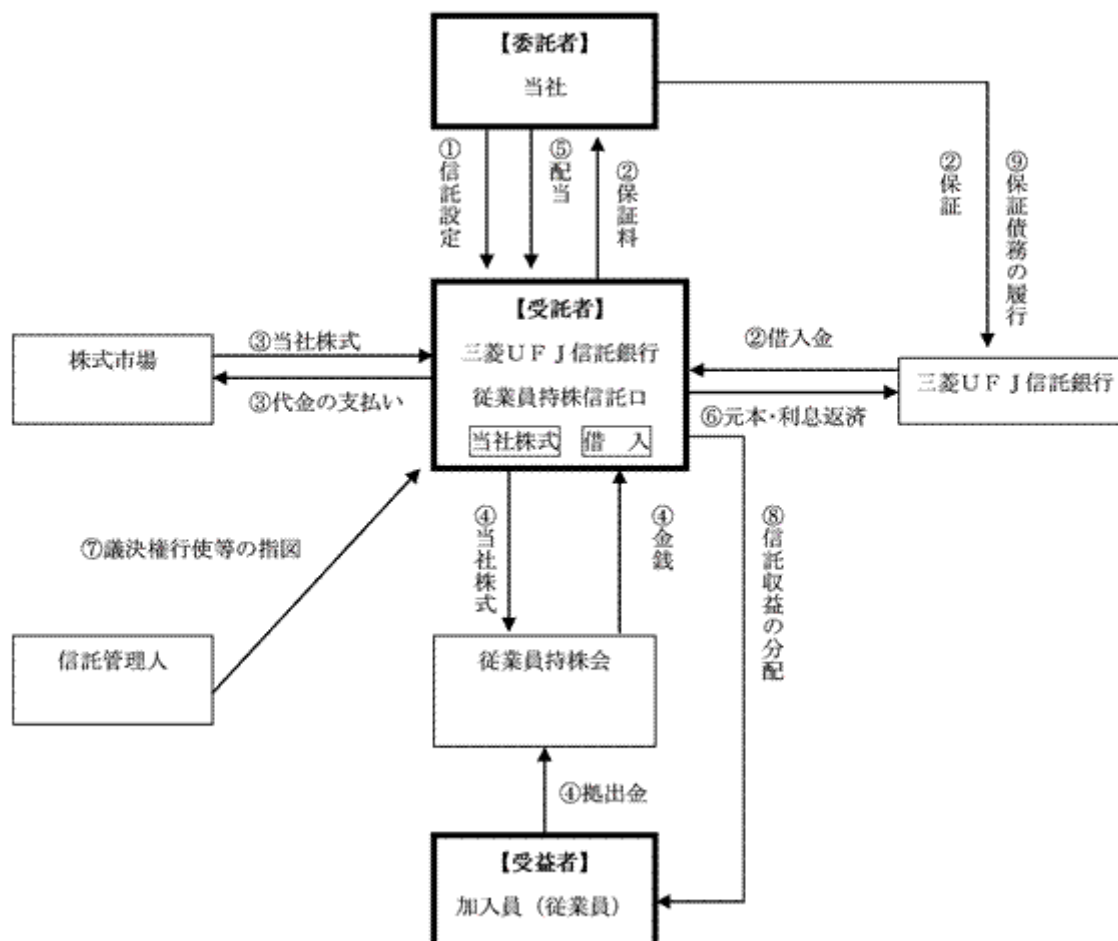 【委託者】
当社
①信託設定
⑤配当
②保証料
②保証
⑨保証債務の履行
【受託者】
三菱UFJ信託銀行
従業員持株信託口
当社株式
借 入
株式市場
③当社株式
③代金の支払い
②借入金
⑥元本・利息返済
三菱UFJ信託銀行
⑦議決権行使等の指図
信託管理人
④当社株式
④金銭
⑧信託収益の分配
従業員持株会
④拠出金
【受益者】
加入員（従業員）